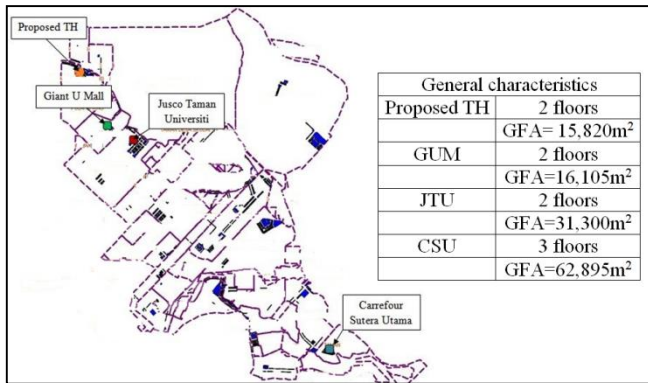 Proposed TH
Giant U Mall
Jusco Taman
Universiti
Carrefour
Sutera Utama
General characteristics
Proposed TH 2 floors
GFA= 15,820m²
GUM 2 floors
GFA=16,105m²
JTU 2 floors
GFA=31,300m²
CSU 3 floors
GFA=62,895m²